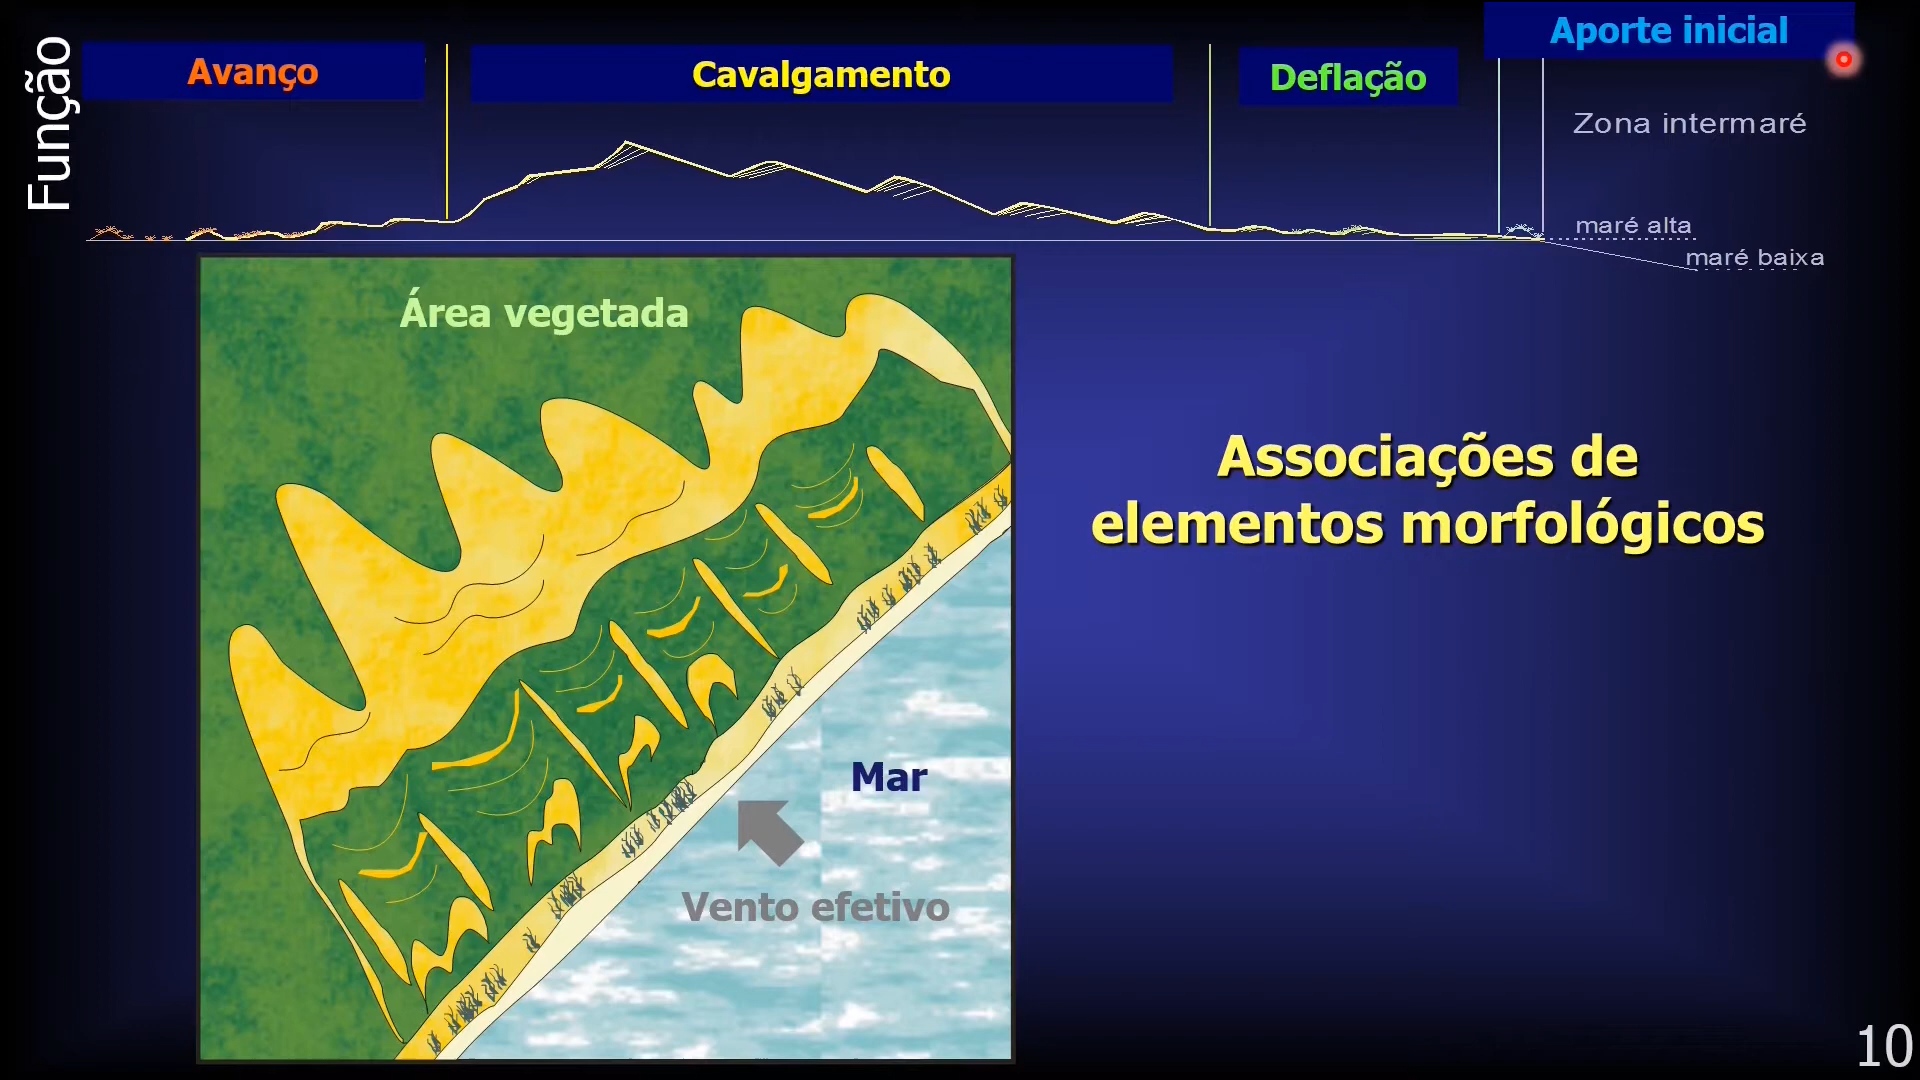 Função
Avanço
Cavalgamento
Deflação
Aporte inicial
Zona intermaré
maré alta
maré baixa
Área vegetada
Associações de
elementos morfológicos
Mar
Vento efetivo
10